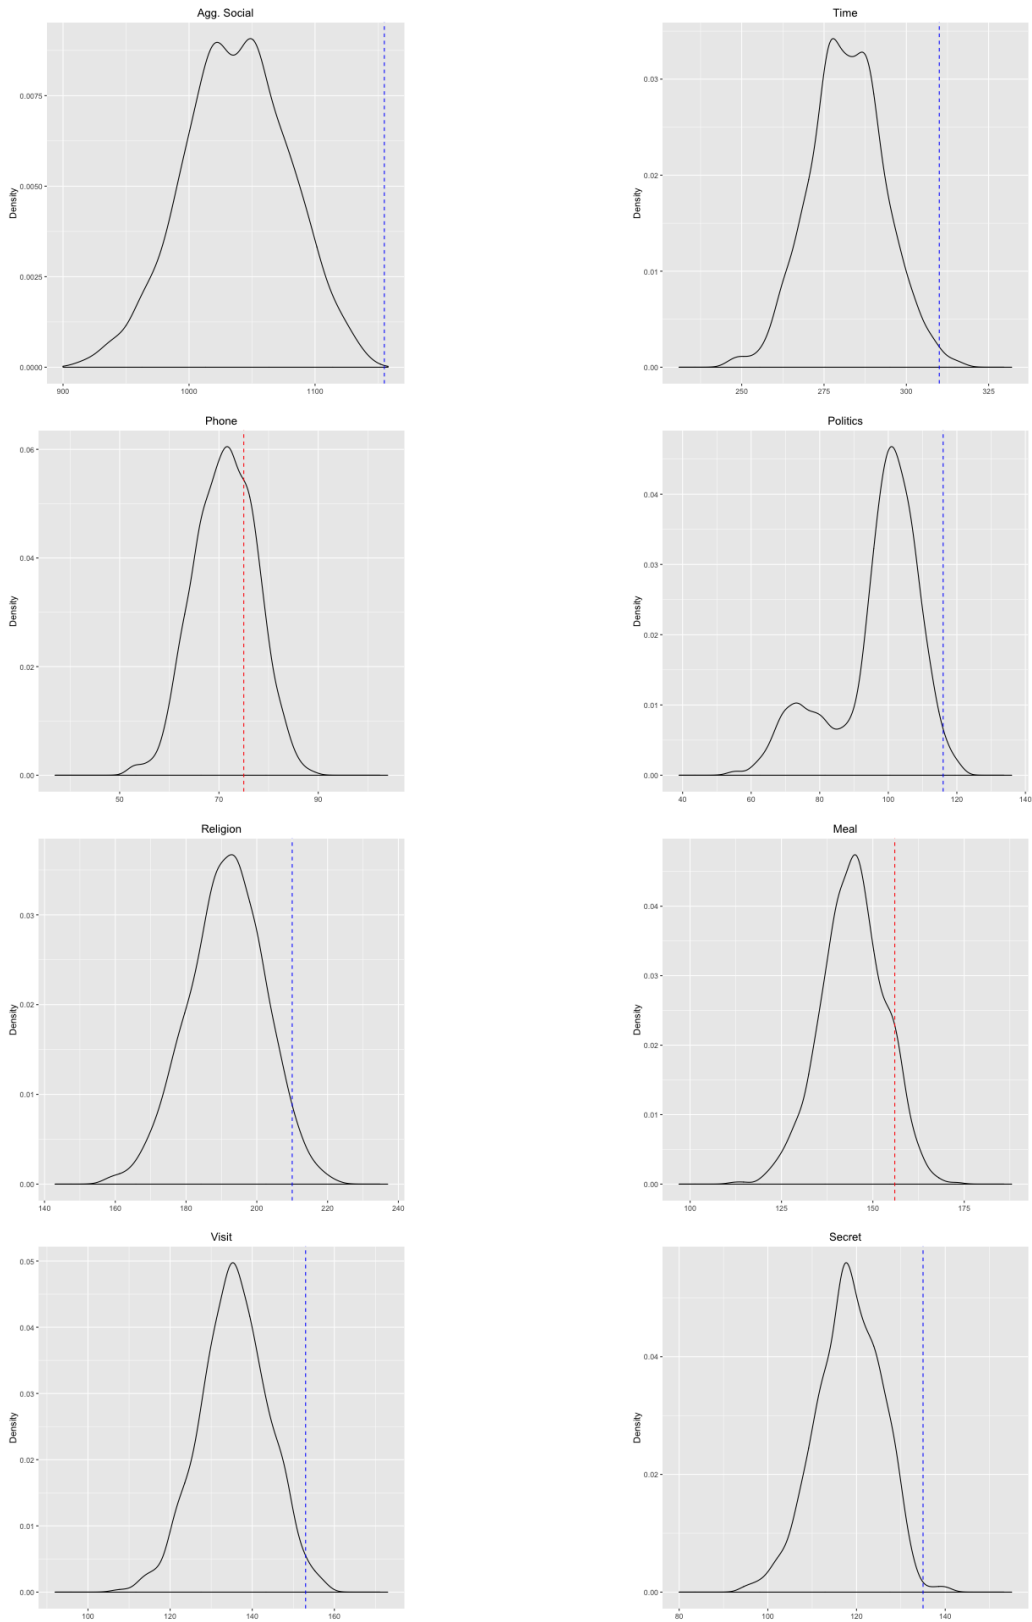 Agg. Social
Density
0.0075
0.0050
0.0025
0.0000
900 1000 1100
Time
Density
0.03
0.02
0.01
0.00
250 275 300 325
Phone
Density
0.06
0.04
0.02
0.00
50 70 90
Politics
Density
0.04
0.03
0.02
0.01
0.00
40 60 80 100 120 140
Religion
Density
0.03
0.02
0.01
0.00
140 160 180 200 220 240
Meal
Density
0.04
0.03
0.02
0.01
0.00
100 125 150 175
Visit
Density
0.05
0.04
0.03
0.02
0.01
0.00
100 120 140 160
Secret
Density
0.04
0.02
0.00
80 100 120 140